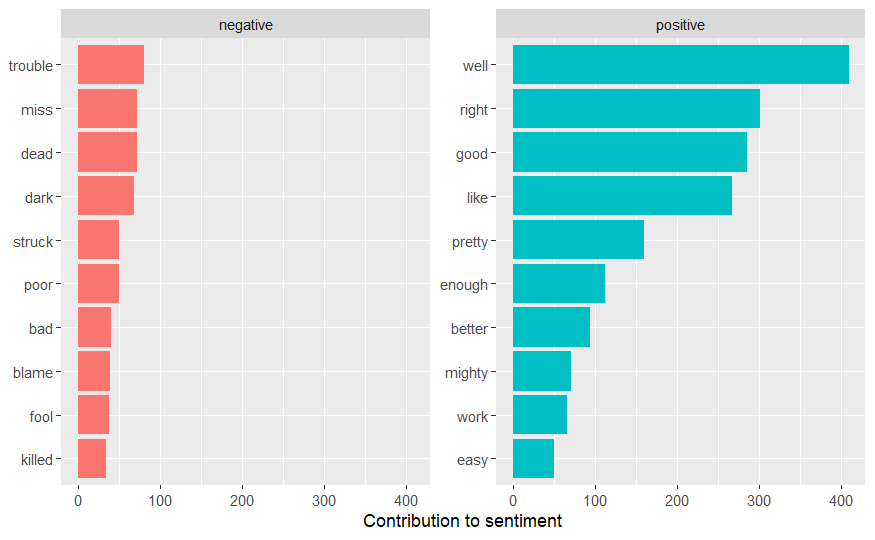 negative
trouble
miss
dead
dark
struck
poor
bad
blame
fool
killed
0 100 200 300 400
positive
well
right
good
like
pretty
enough
better
mighty
work
easy
0 100 200 300 400
Contribution to sentiment